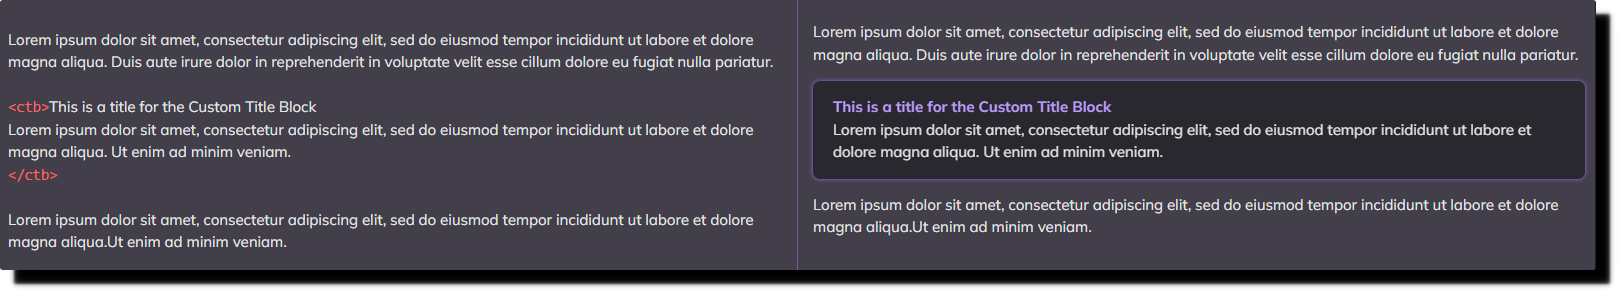 Lorem ipsum dolor sit amet, consectetur adipiscing elit, sed do eiusmod tempor incididunt ut labore et dolore
magna aliqua. Duis aute irure dolor in reprehenderit in voluptate velit esse cillum dolore eu fugiat nulla pariatur.
<ctb>This is a title for the Custom Title Block
Lorem ipsum dolor sit amet, consectetur adipiscing elit, sed do eiusmod tempor incididunt ut labore et dolore
magna aliqua. Ut enim ad minim veniam.
</ctb>
Lorem ipsum dolor sit amet, consectetur adipiscing elit, sed do eiusmod tempor incididunt ut labore et dolore
magna aliqua.Ut enim ad minim veniam.
Lorem ipsum dolor sit amet, consectetur adipiscing elit, sed do eiusmod tempor incididunt ut labore et dolore
magna aliqua. Duis aute irure dolor in reprehenderit in voluptate velit esse cillum dolore eu fugiat nulla pariatur.
This is a title for the Custom Title Block
Lorem ipsum dolor sit amet, consectetur adipiscing elit, sed do eiusmod tempor incididunt ut labore et
dolore magna aliqua. Ut enim ad minim veniam.
Lorem ipsum dolor sit amet, consectetur adipiscing elit, sed do eiusmod tempor incididunt ut labore et dolore
magna aliqua.Ut enim ad minim veniam.